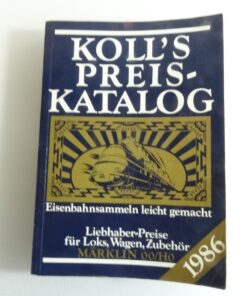 KOLL'S
PREIS-
KATALOG
Eisenbahnsammeln leicht gemacht
Liebhaber-Preise
für Loks, Wagen, Zubehör
MÄRKLIN 00/H0
1986